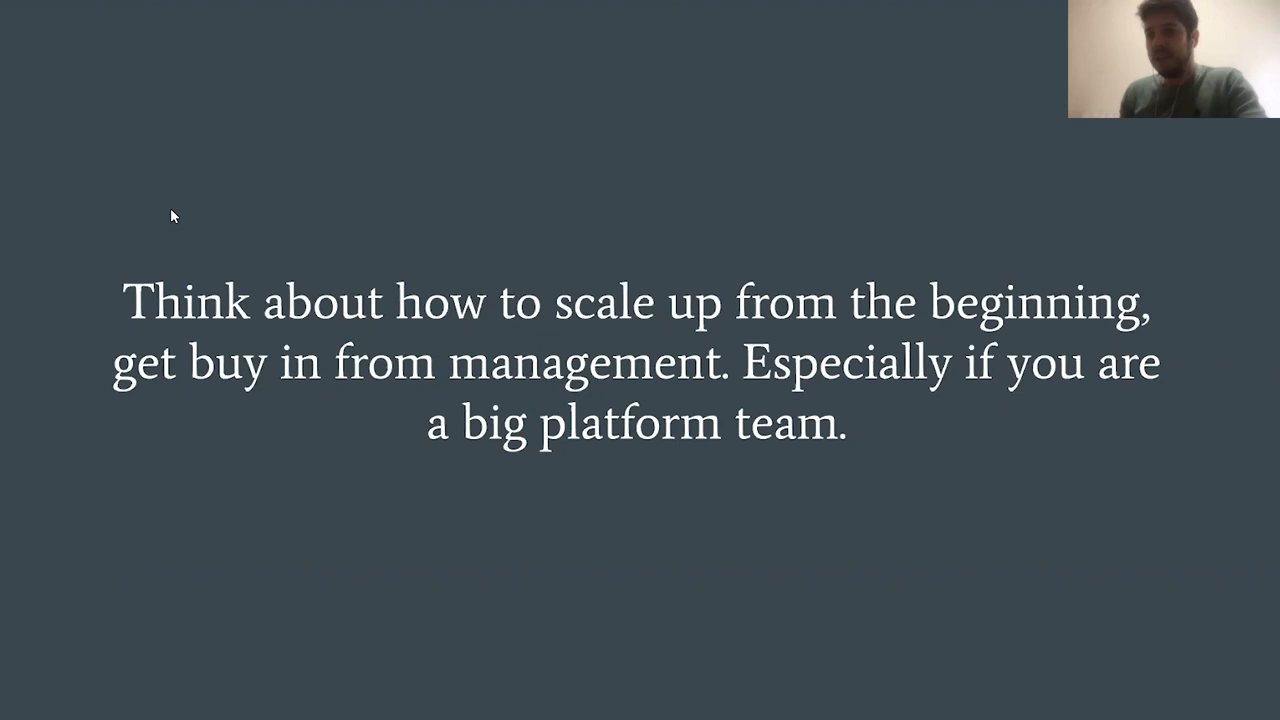 Think about how to scale up from the beginning,
get buy in from management. Especially if you are
a big platform team.